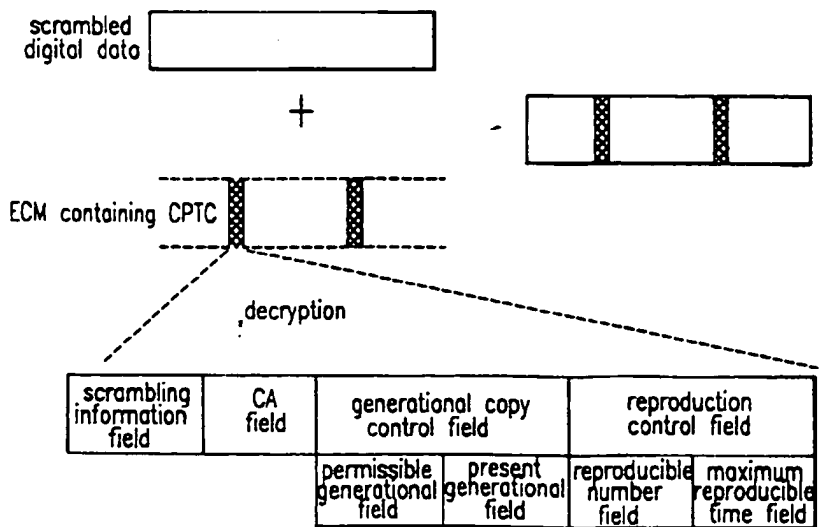 scrambled
digital data
+
ECM containing CPTC
decryption
scrambling
information
field
CA
field
generational copy
control field
reproduction
control field
permissible
generational
field
present
generational
field
reproducible
number
field
maximum
reproducible
time field